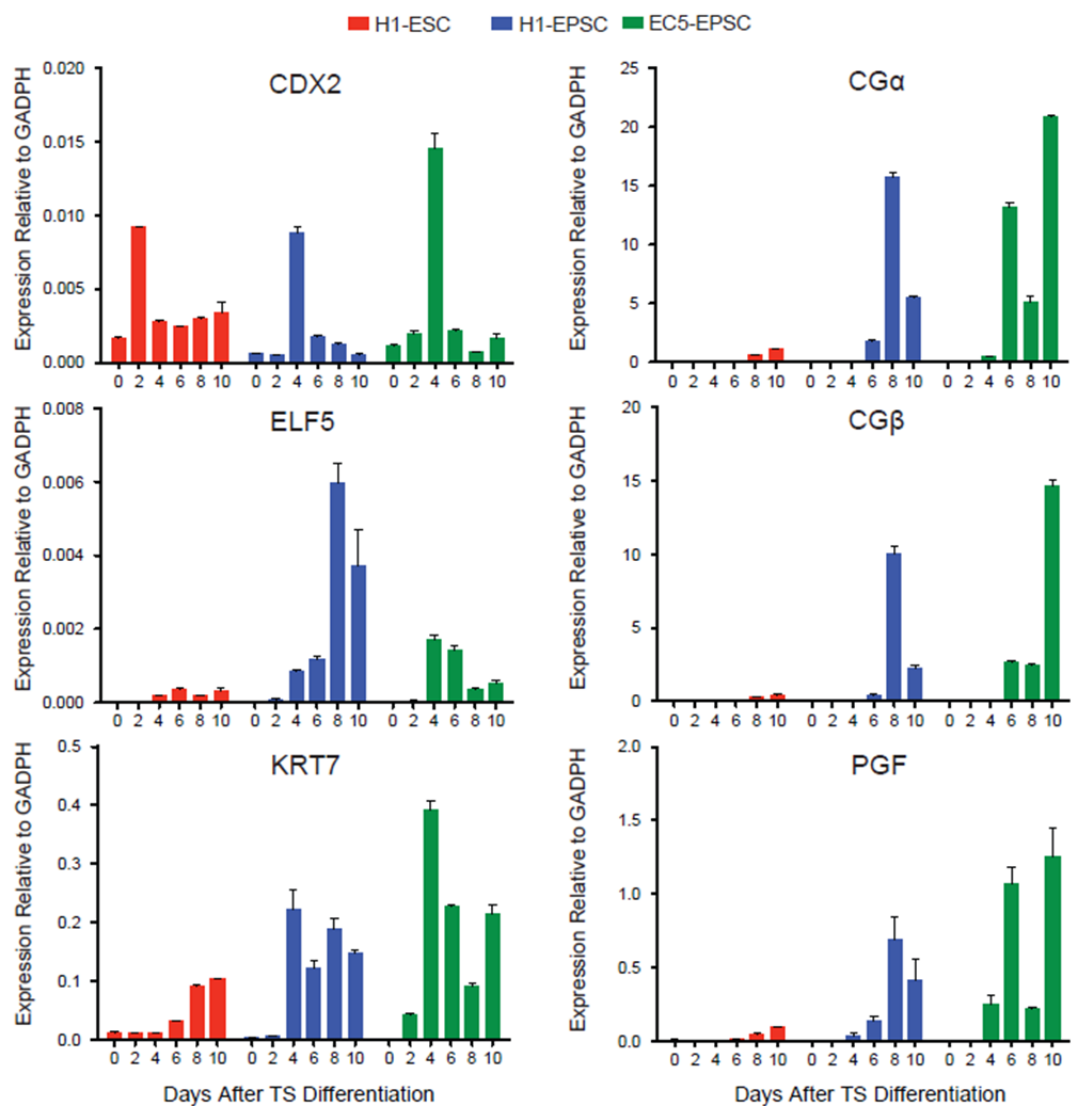 H1-ESC H1-EPSC EC5-EPSC
CDX2
Expression Relative to GADPH
0.020
0.015
0.010
0.005
0.000
0 2 4 6 8 10 0 2 4 6 8 10 0 2 4 6 8 10
CGα
Expression Relative to GADPH
25
20
15
10
5
0
0 2 4 6 8 10 0 2 4 6 8 10 0 2 4 6 8 10
ELF5
Expression Relative to GADPH
0.008
0.006
0.004
0.002
0.000
0 2 4 6 8 10 0 2 4 6 8 10 0 2 4 6 8 10
CGβ
Expression Relative to GADPH
20
15
10
5
0
0 2 4 6 8 10 0 2 4 6 8 10 0 2 4 6 8 10
KRT7
Expression Relative to GADPH
0.5
0.4
0.3
0.2
0.1
0.0
0 2 4 6 8 10 0 2 4 6 8 10 0 2 4 6 8 10
Days After TS Differentiation
PGF
Expression Relative to GADPH
2.0
1.5
1.0
0.5
0.0
0 2 4 6 8 10 0 2 4 6 8 10 0 2 4 6 8 10
Days After TS Differentiation